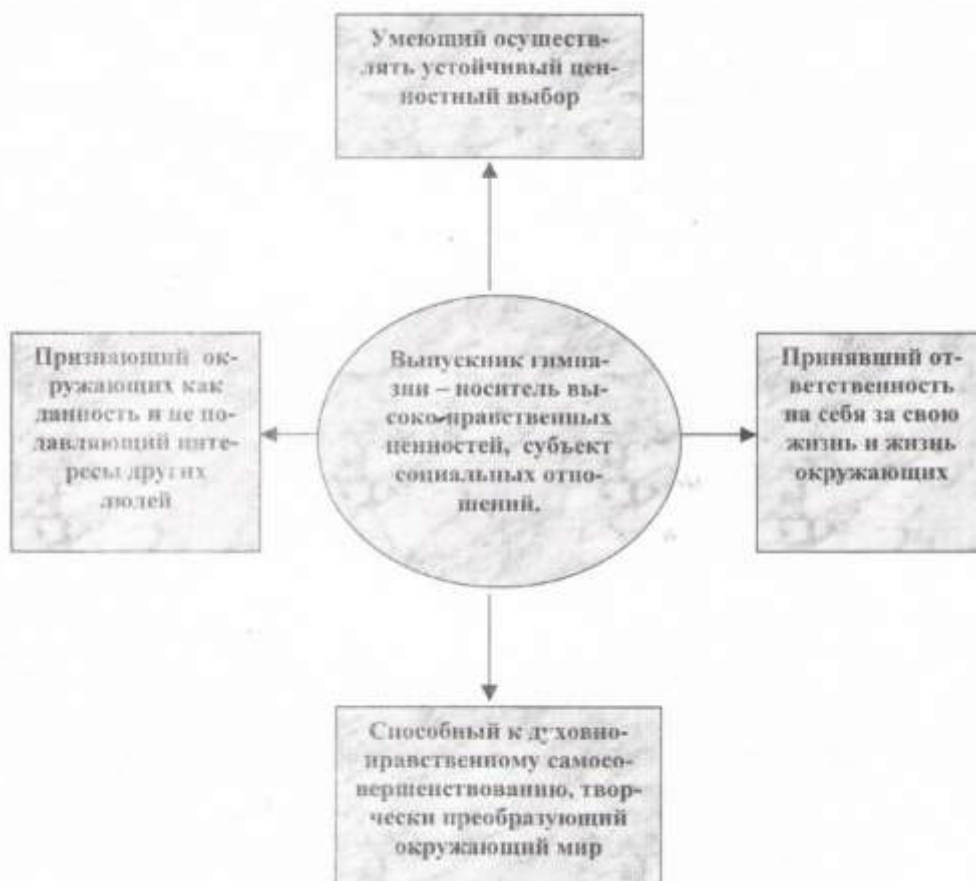 Умеющий осуществ-
лять устойчивый цен-
ностный выбор
Признающий ок-
ружающих как
данность и не по-
давляющий инте-
ресы других
людей
Выпускник гимна-
зии – носитель вы-
соко-нравственных
ценностей, субъект
социальных отно-
шений.
Принявший от-
ветственность
на себя за свою
жизнь и жизнь
окружающих
Способный к духовно-
нравственному самосо-
вершенствованию, твор-
чески преобразующий
окружающий мир